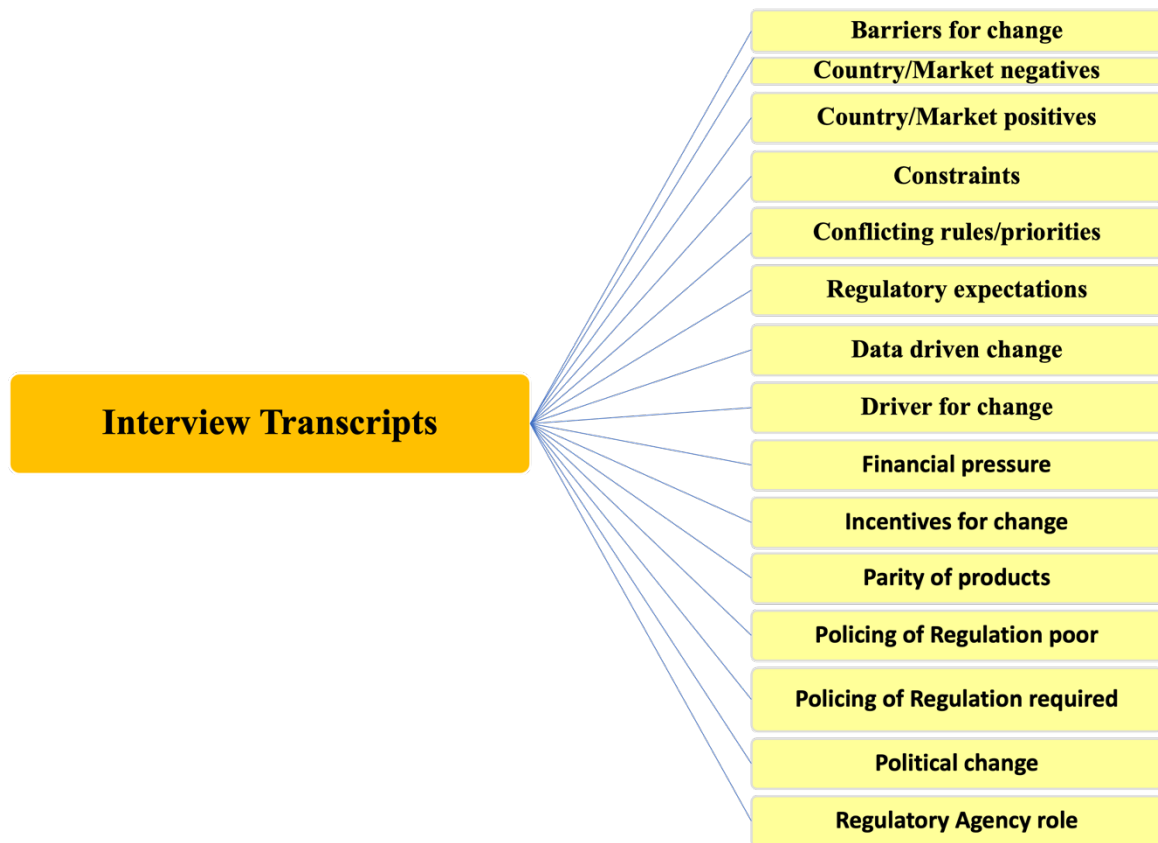 Barriers for change
Country/Market negatives
Country/Market positives
Constraints
Conflicting rules/priorities
Regulatory expectations
Data driven change
Interview Transcripts
Driver for change
Financial pressure
Incentives for change
Parity of products
Policing of Regulation poor
Policing of Regulation required
Political change
Regulatory Agency role